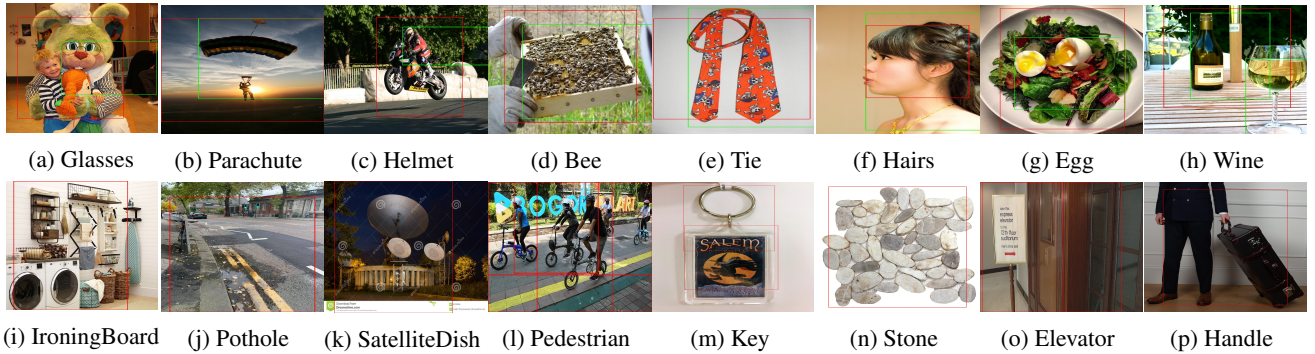 (a) Glasses
(b) Parachute
(c) Helmet
(d) Bee
(e) Tie
(f) Hairs
(g) Egg
(h) Wine
SALEM
(i) IroningBoard
(j) Pothole
(k) SatelliteDish
(l) Pedestrian
(m) Key
(n) Stone
(o) Elevator
(p) Handle